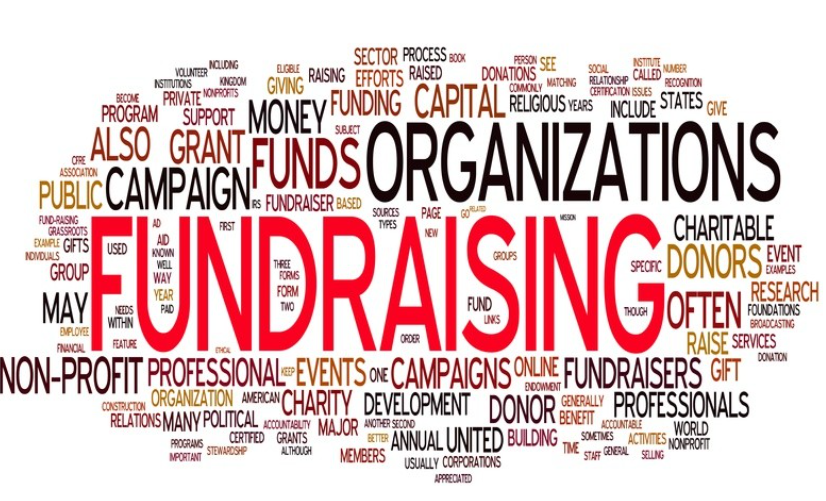 SECTOR PROCESS BOOK
PERSON SEE
INSTITUTE NUMBER
VOLUNTEER INCLUDING
ELIGIBLE RAISING EFFORTS RAISED DONATIONS
SOCIAL CALLED
INSTITUTIONS KINGDOM GIVING
COMMONLY MATCHING RELATIONSHIP RECOGNITION
BECOME PRIVATE NONPROFITS
FUNDING CAPITAL RELIGIOUS YEARS
CERTIFICATION ISSUES
PROGRAM SUPPORT MONEY
INCLUDE STATES GIVE
ALSO GRANT SUBJECT
FUNDS ORGANIZATIONS
CFRE
ASSOCIATION
PUBLIC CAMPAIGN IRS FUNDRAISER BASED
SOURCES PAGE GO RELATED
TYPES NEW
MISSION
FUND-RAISING
GRASSROOTS
AD FIRST
CHARITABLE
EXAMPLE GIFTS USED AID
INDIVIDUALS KNOWN
FUNDRAISING
GROUPS
DONORS EVENT
EXAMPLES
GROUP WELL THREE
WAY FORMS SPECIFIC
YEAR FORM
RESEARCH
MAY NEEDS PAID TWO FUND
WITHIN LINKS THOUGH OFTEN FOUNDATIONS
EMPLOYEE BROADCASTING
FINANCIAL FEATURE ETHICAL ORDER RAISE SERVICES
DONATION
NON-PROFIT PROFESSIONAL KEEP EVENTS ONE CAMPAIGNS ONLINE FUNDRAISERS GIFT
ENDOWMENT
CONSTRUCTION ORGANIZATION AMERICAN CHARITY DEVELOPMENT DONOR GENERALLY PROFESSIONALS
RELATIONS MANY POLITICAL ACCOUNTABILITY MAJOR ANOTHER SECOND BENEFIT ACCOUNTABLE WORLD
PROGRAMS CERTIFIED GRANTS BETTER ANNUAL UNITED BUILDING SOMETIMES ACTIVITIES NONPROFIT
IMPORTANT STEWARDSHIP ALTHOUGH MEMBERS TIME
USUALLY CORPORATIONS STAFF GENERAL SELLING
APPRECIATED